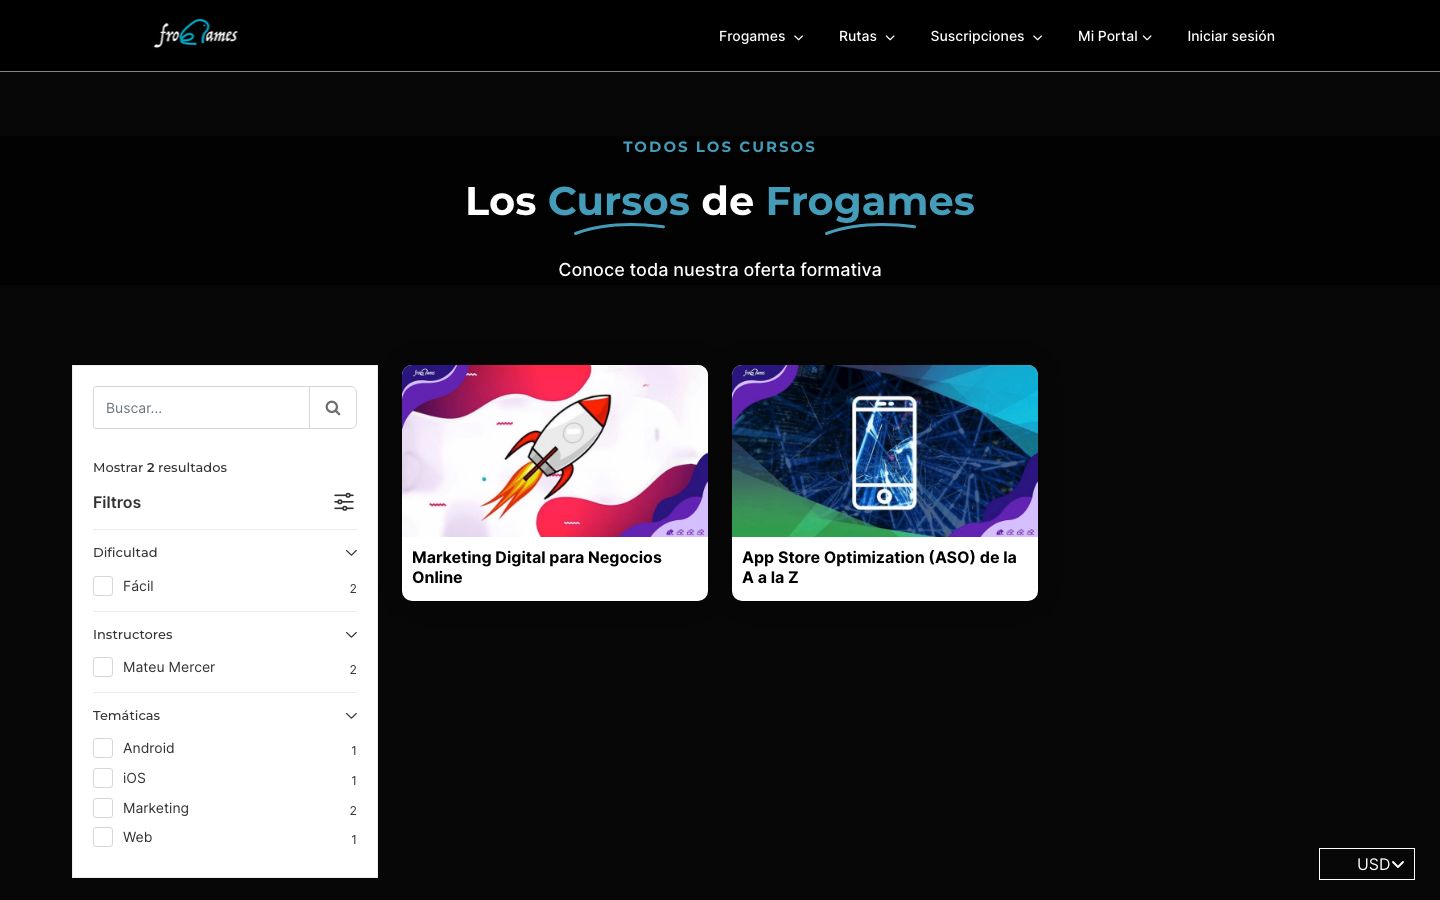 frogames
Frogames
Rutas
Suscripciones
Mi Portal
Iniciar sesión
TODOS LOS CURSOS
Los Cursos de Frogames
Conoce toda nuestra oferta formativa
Buscar...
Mostrar 2 resultados
Filtros
Dificultad
Fácil 2
Instructores
Mateu Mercer 2
Temáticas
Android 1
iOS 1
Marketing 2
Web 1
frogames
Marketing Digital para Negocios
Online
frogames
App Store Optimization (ASO) de la
A a la Z
USD